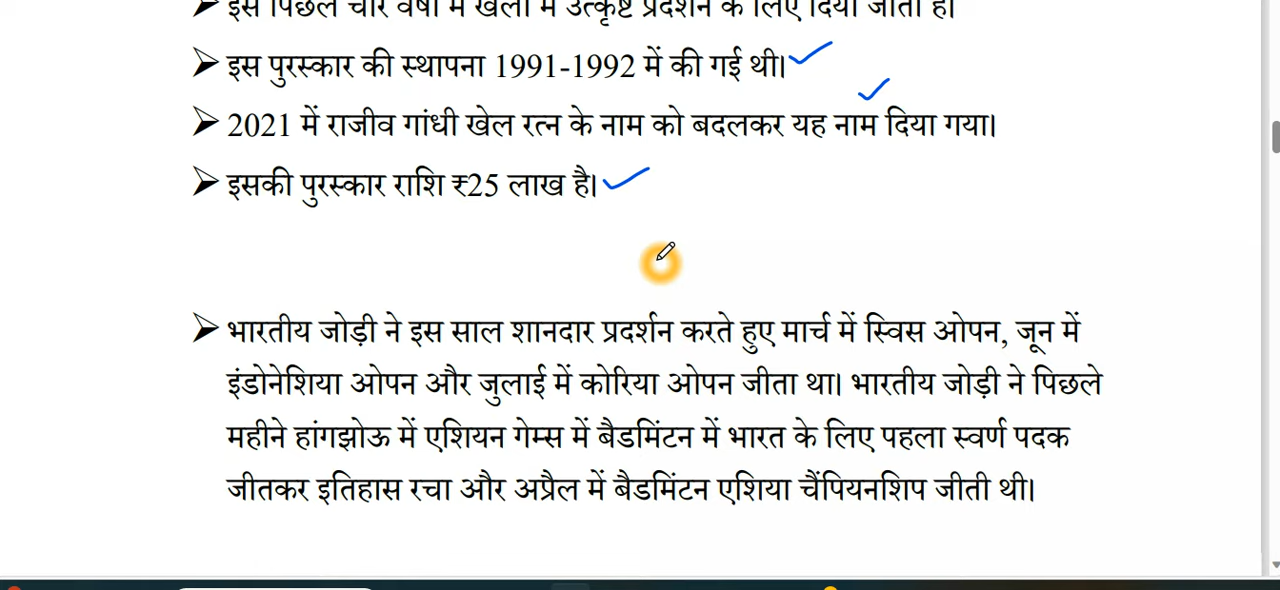 ➢ इसे पिछले चार वर्षों में खेलों में उत्कृष्ट प्रदर्शन के लिए दिया जाता है।
➢ इस पुरस्कार की स्थापना 1991-1992 में की गई थी।
➢ 2021 में राजीव गांधी खेल रत्न के नाम को बदलकर यह नाम दिया गया।
➢ इसकी पुरस्कार राशि ₹25 लाख है।
➢ भारतीय जोड़ी ने इस साल शानदार प्रदर्शन करते हुए मार्च में स्विस ओपन, जून में
इंडोनेशिया ओपन और जुलाई में कोरिया ओपन जीता था। भारतीय जोड़ी ने पिछले
महीने हांगझोऊ में एशियन गेम्स में बैडमिंटन में भारत के लिए पहला स्वर्ण पदक
जीतकर इतिहास रचा और अप्रैल में बैडमिंटन एशिया चैंपियनशिप जीती थी।